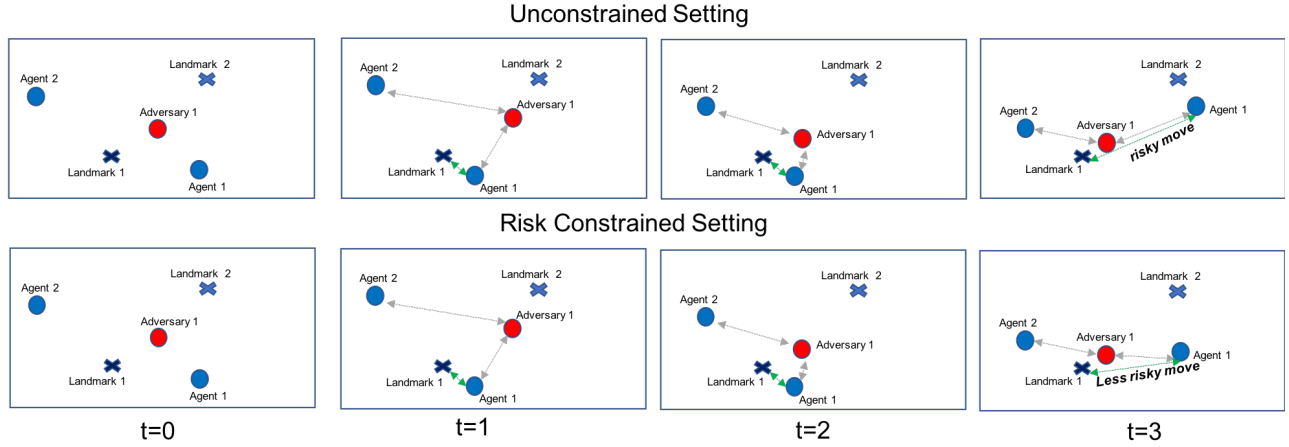 Unconstrained Setting
Agent 2
Landmark 2
Adversary 1
Landmark 1
Agent 1
Agent 2
Landmark 2
Adversary 1
Landmark 1
Agent 1
Agent 2
Landmark 2
Adversary 1
Landmark 1
Agent 1
Landmark 2
Agent 2
Adversary 1
Agent 1
risky move
Landmark 1
Risk Constrained Setting
Agent 2
Landmark 2
Adversary 1
Landmark 1
Agent 1
Agent 2
Landmark 2
Adversary 1
Landmark 1
Agent 1
Agent 2
Landmark 2
Adversary 1
Landmark 1
Agent 1
Landmark 2
Agent 2
Adversary 1
Agent 1
Landmark 1
Less risky move
t=0
t=1
t=2
t=3